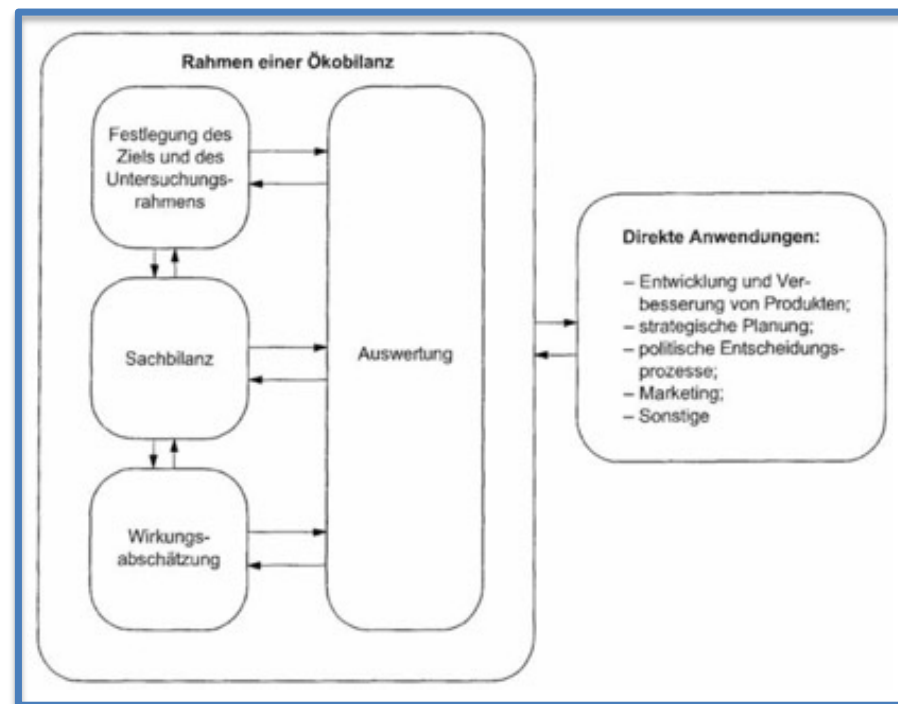 Rahmen einer Ökobilanz
Festlegung des
Ziels und des
Untersuchungs-
rahmens
Sachbilanz
Wirkungs-
abschätzung
Auswertung
Direkte Anwendungen:
– Entwicklung und Ver-
besserung von Produkten;
– strategische Planung;
– politische Entscheidungs-
prozesse;
– Marketing;
– Sonstige